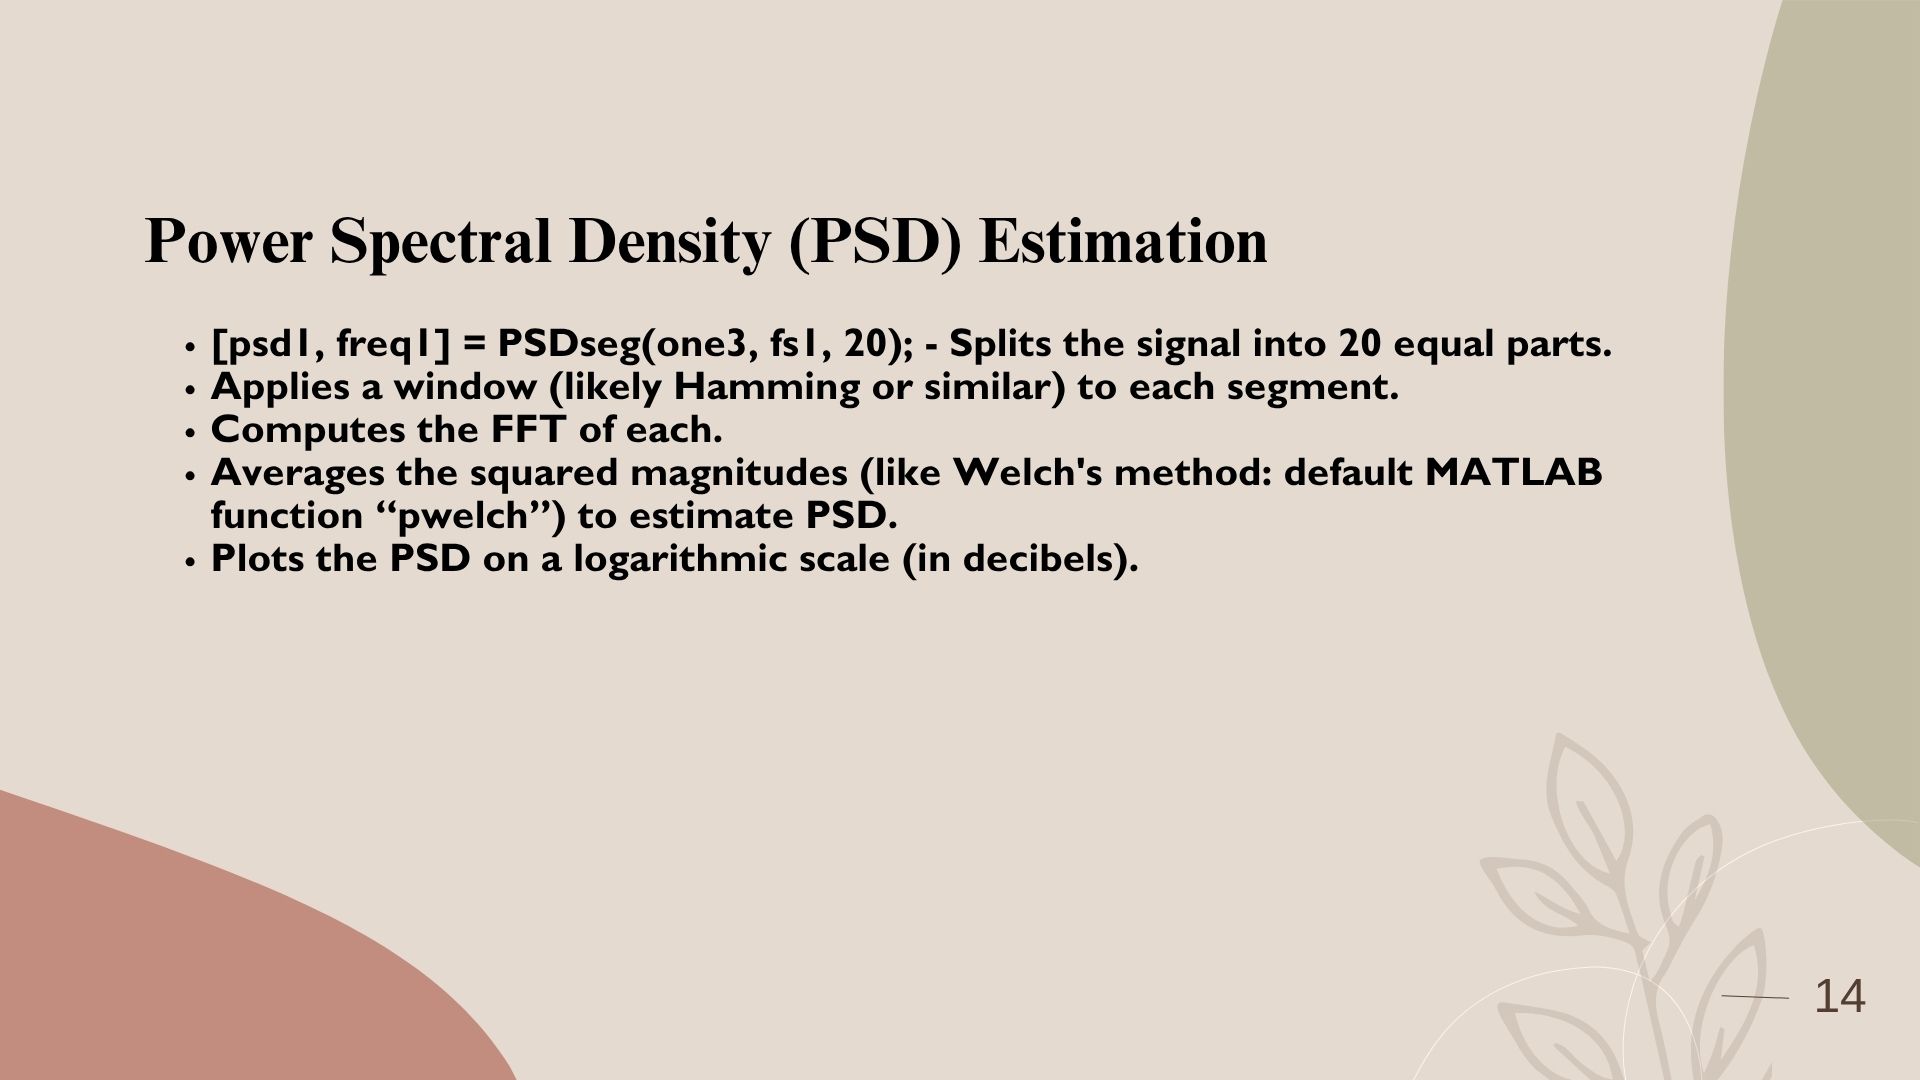 Power Spectral Density (PSD) Estimation
• [psd1, freq1] = PSDseg(one3, fs1, 20); - Splits the signal into 20 equal parts.
• Applies a window (likely Hamming or similar) to each segment.
• Computes the FFT of each.
• Averages the squared magnitudes (like Welch's method: default MATLAB
function “pwelch”) to estimate PSD.
• Plots the PSD on a logarithmic scale (in decibels).
14